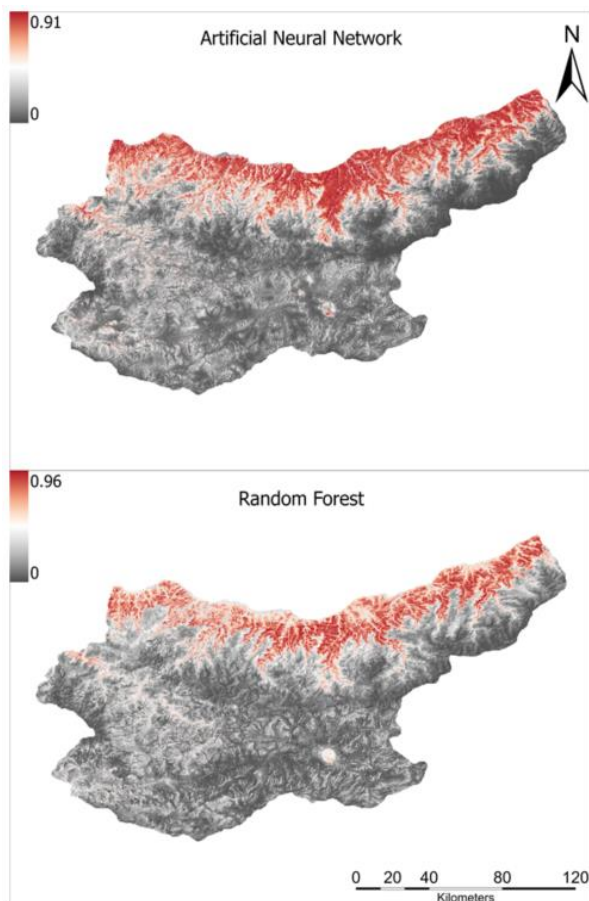 0.91
Artificial Neural Network
N
0
0.96
Random Forest
0
0 20 40 80 120
Kilometers